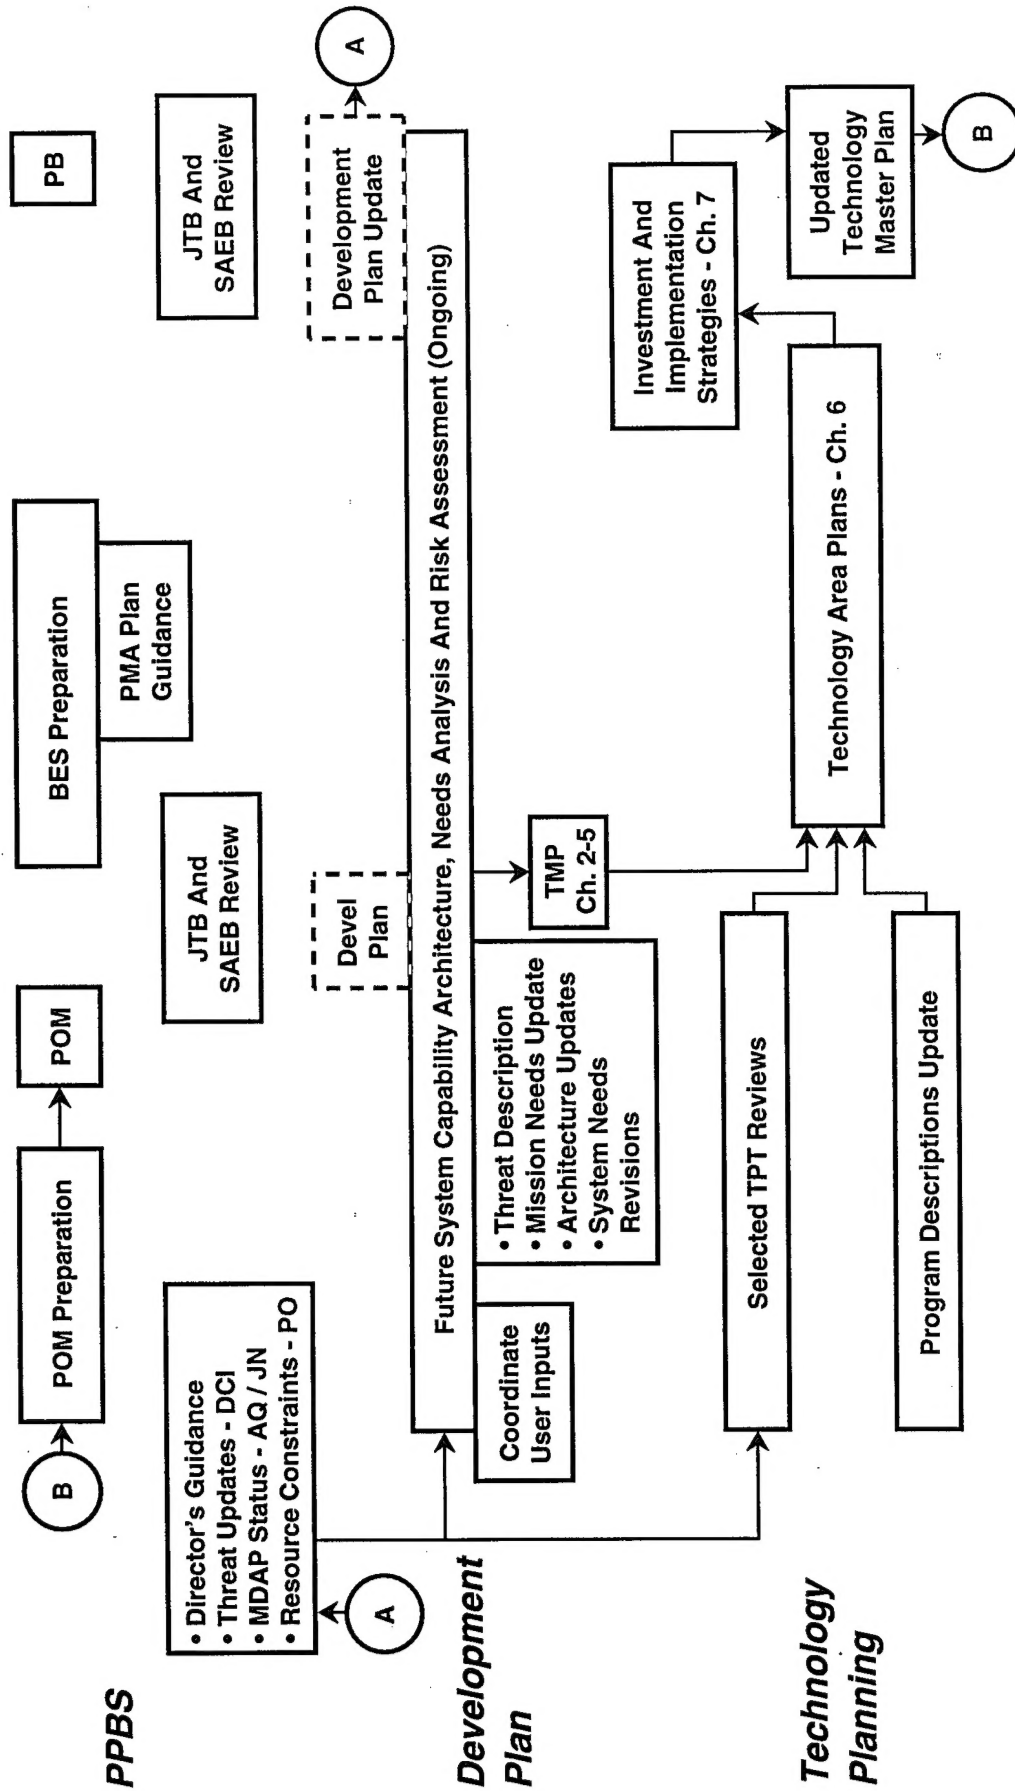 PPBS
B
POM Preparation
POM
BES Preparation
PMA Plan
Guidance
PB
• Director's Guidance
• Threat Updates - DCI
• MDAP Status - AQ / JN
• Resource Constraints - PO
A
JTB And
SAEB Review
JTB And
SAEB Review
Development
Plan
Devel
Plan
Development
Plan Update
A
Future System Capability Architecture, Needs Analysis And Risk Assessment (Ongoing)
Coordinate
User Inputs
• Threat Description
• Mission Needs Update
• Architecture Updates
• System Needs
Revisions
TMP
Ch. 2-5
Technology
Planning
Selected TPT Reviews
Program Descriptions Update
Technology Area Plans - Ch. 6
Investment And
Implementation
Strategies - Ch. 7
Updated
Technology
Master Plan
B